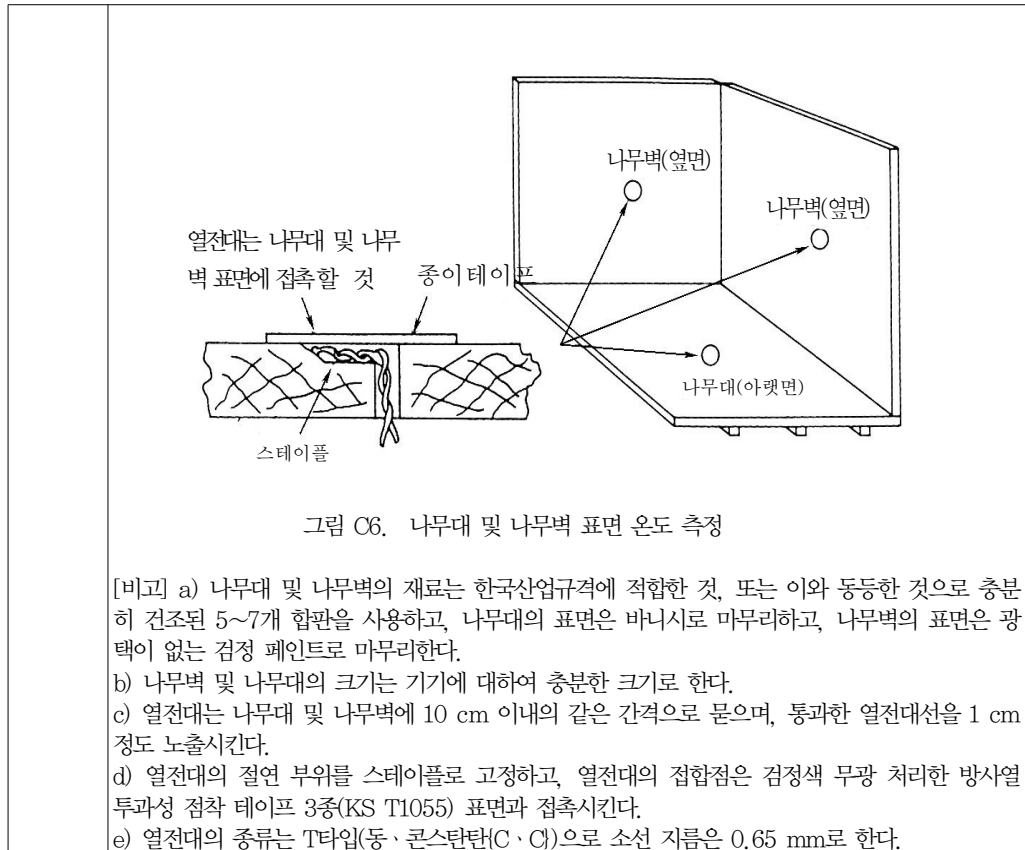 나무벽(옆면)
나무벽(옆면)
열전대는 나무대 및 나무
벽 표면에 접촉할 것
종이테이프
나무대(아랫면)
스테이플
그림 C6. 나무대 및 나무벽 표면 온도 측정
[비고] a) 나무대 및 나무벽의 재료는 한국산업규격에 적합한 것, 또는 이와 동등한 것으로 충분
히 건조된 5~7개 합판을 사용하고, 나무대의 표면은 바니시로 마무리하고, 나무벽의 표면은 광
택이 없는 검정 페인트로 마무리한다.
b) 나무벽 및 나무대의 크기는 기기에 대하여 충분한 크기로 한다.
c) 열전대는 나무대 및 나무벽에 10 cm 이내의 같은 간격으로 묻으며, 통과한 열전대선을 1 cm
정도 노출시킨다.
d) 열전대의 절연 부위를 스테이플로 고정하고, 열전대의 접합점은 검정색 무광 처리한 방사열
투과성 점착 테이프 3종(KS T1055) 표면과 접촉시킨다.
e) 열전대의 종류는 T타입(동ㆍ콘스탄탄{CㆍC})으로 소선 지름은 0.65 mm로 한다.